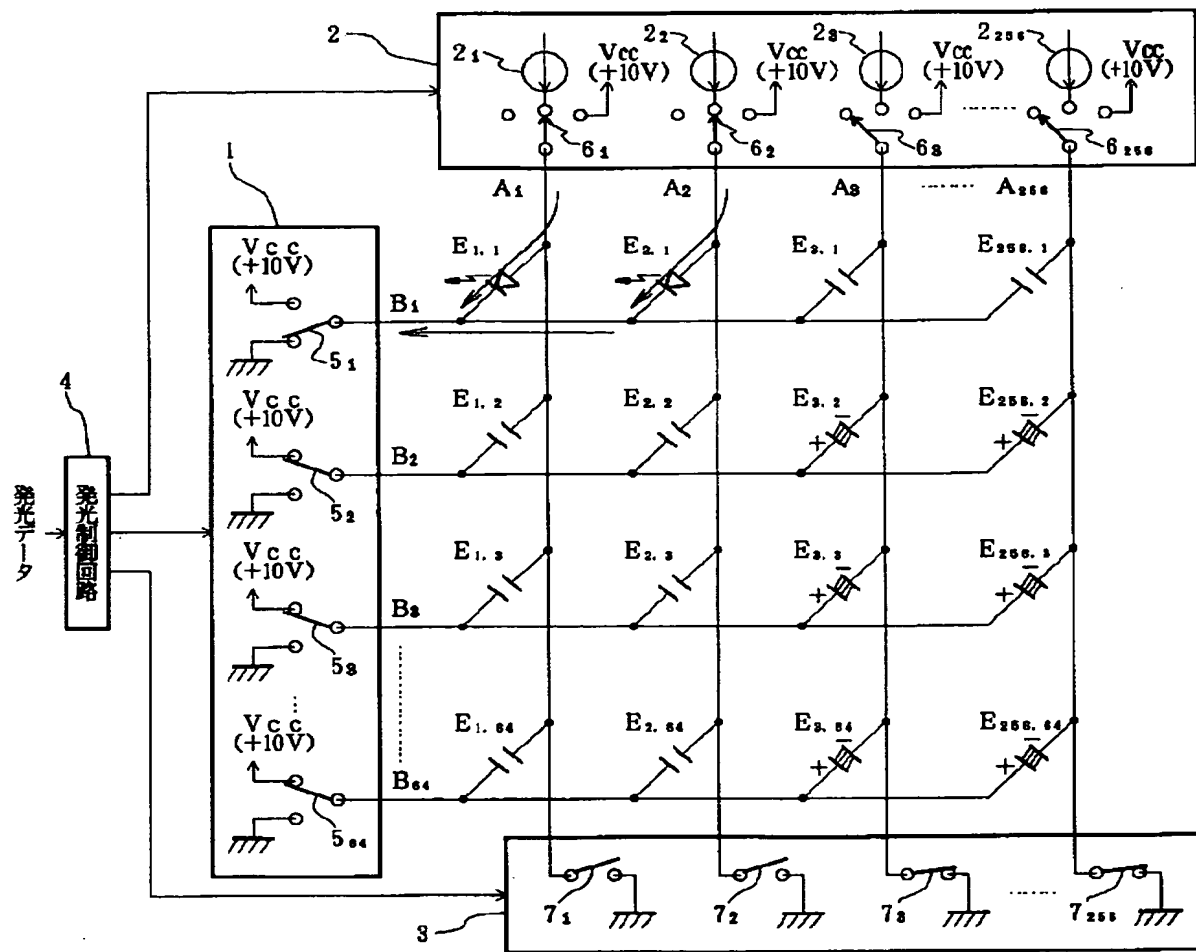 2
2₁
VCC
(+10V)
2₂
VCC
(+10V)
2₃
VCC
(+10V)
2₂₅₆
VCC
(+10V)
6₁
6₂
6₃
6₂₅₆
1
A₁
A₂
A₃
A₂₅₆
VCC
(+10V)
B₁
5₁
E₁.₁
E₂.₁
E₃.₁
E₂₅₆.₁
4
発光データ
発光制御回路
VCC
(+10V)
B₂
5₂
E₁.₂
E₂.₂
E₃.₂
E₂₅₆.₂
+ −
+ −
VCC
(+10V)
B₃
5₃
E₁.₃
E₂.₃
E₃.₃
E₂₅₆.₃
+ −
+ −
VCC
(+10V)
B₆₄
5₆₄
E₁.₆₄
E₂.₆₄
E₃.₆₄
E₂₅₆.₆₄
+ −
+ −
3
7₁
7₂
7₃
7₂₅₆